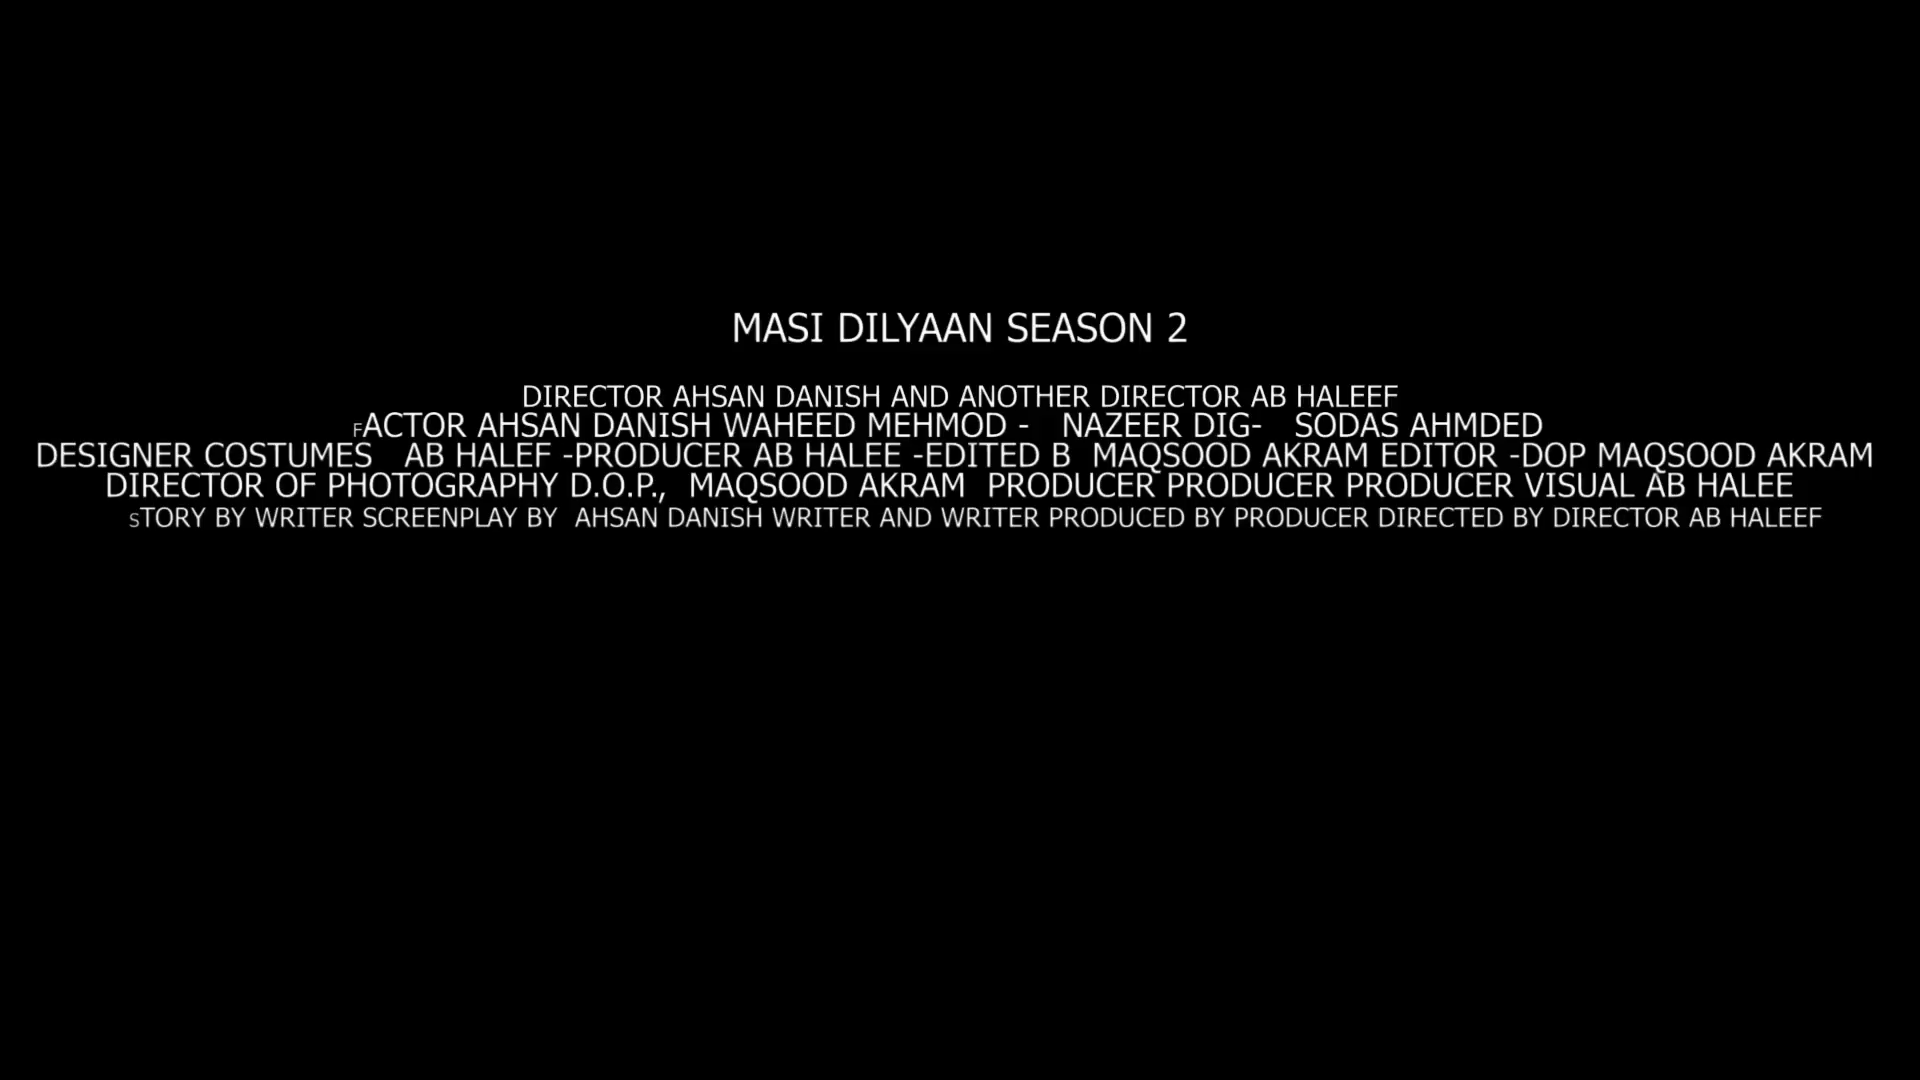 MASI DILYAAN SEASON 2
DIRECTOR AHSAN DANISH AND ANOTHER DIRECTOR AB HALEEF
FACTOR AHSAN DANISH WAHEED MEHMOD - NAZEER DIG- SODAS AHMDED
DESIGNER COSTUMES AB HALEF -PRODUCER AB HALEE -EDITED B MAQSOOD AKRAM EDITOR -DOP MAQSOOD AKRAM
DIRECTOR OF PHOTOGRAPHY D.O.P., MAQSOOD AKRAM PRODUCER PRODUCER PRODUCER VISUAL AB HALEE
STORY BY WRITER SCREENPLAY BY AHSAN DANISH WRITER AND WRITER PRODUCED BY PRODUCER DIRECTED BY DIRECTOR AB HALEEF